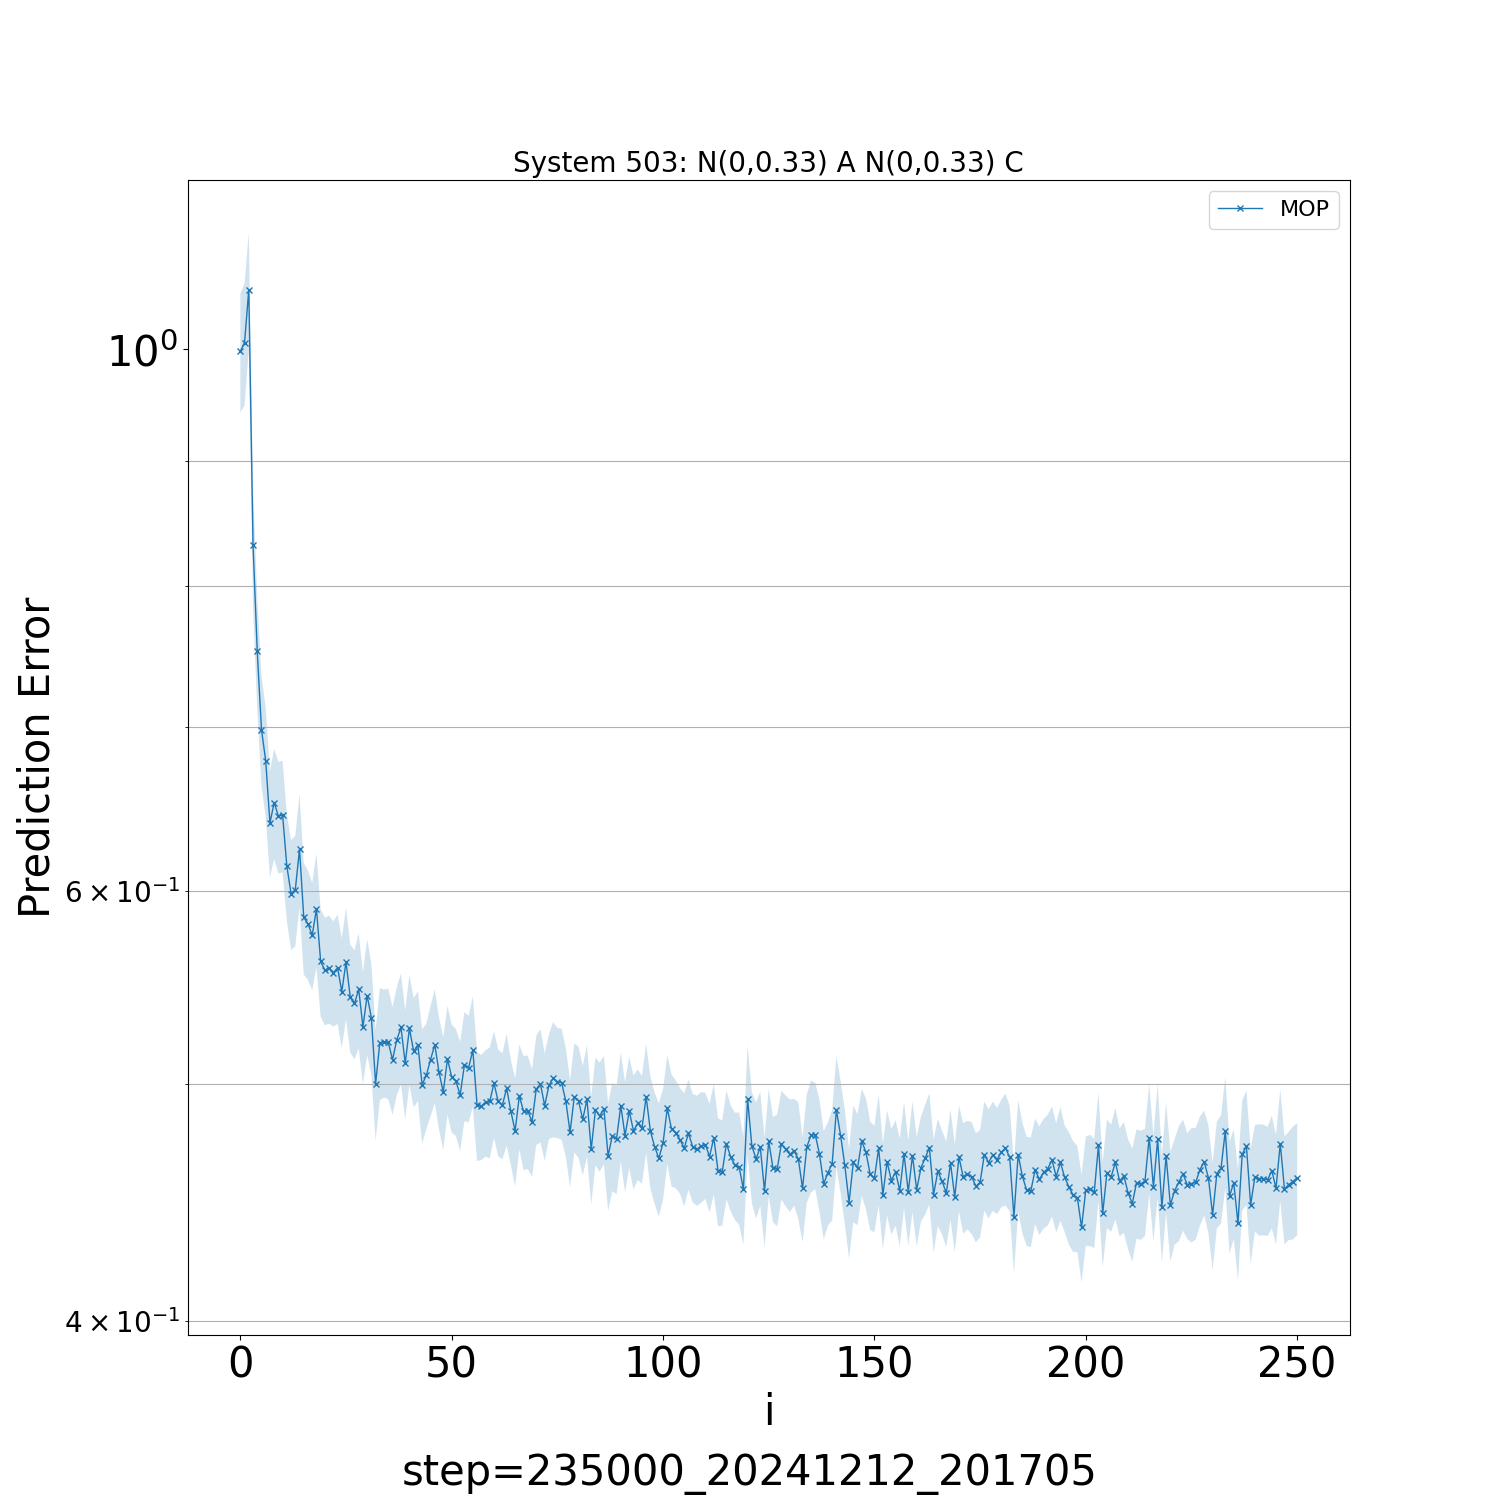 System 503: N(0,0.33) A N(0,0.33) C
MOP
10⁰
6 × 10⁻¹
4 × 10⁻¹
Prediction Error
0 50 100 150 200 250
i
step=235000_20241212_201705